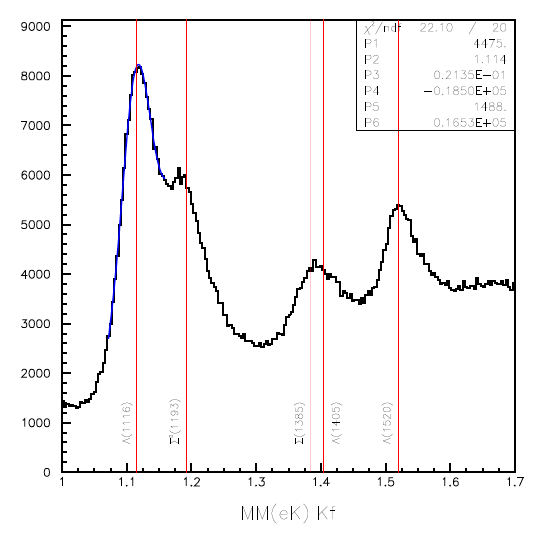 χ²/ndf 22.10 / 20
P1 4475.
P2 1.114
P3 0.2135E-01
P4 -0.1850E+05
P5 1488.
P6 0.1653E+05
9000
8000
7000
6000
5000
4000
3000
2000
1000
0
Λ(1116)
Σ°(1193)
Σ(1385)
Λ(1405)
Λ(1520)
1 1.1 1.2 1.3 1.4 1.5 1.6 1.7
MM(eK) Kf